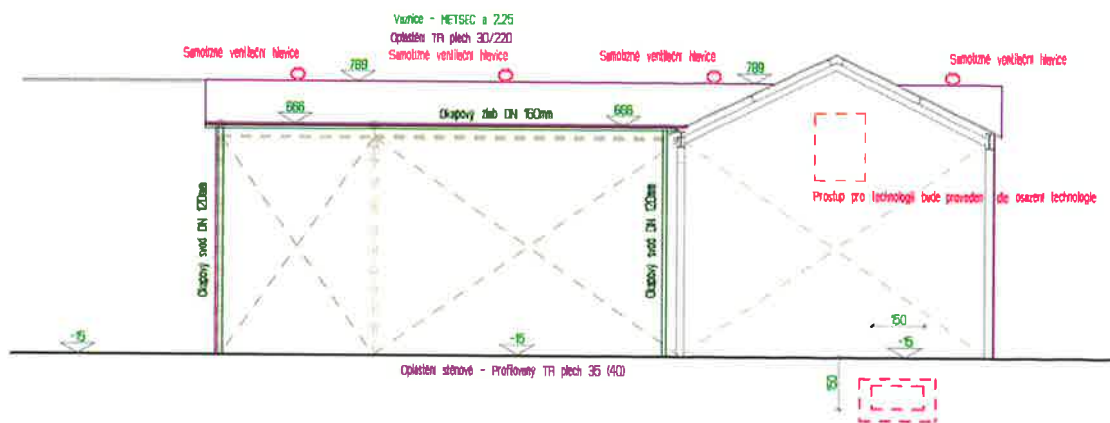 Vaznice - METSEC a 2.25
Opláštění TR plech 30/220
Samotížné ventilační hlavice
Samotížné ventilační hlavice
Samotížné ventilační hlavice
Samotížné ventilační hlavice
789
789
666
666
Okapový žlab DN 160mm
Okapový svod DN 120mm
Okapový svod DN 120mm
Prostup pro technologii bude proveden dle osazení technologie
150
-15
-15
-15
Opláštění stěnové - Profilovaný TR plech 35 (40)
150